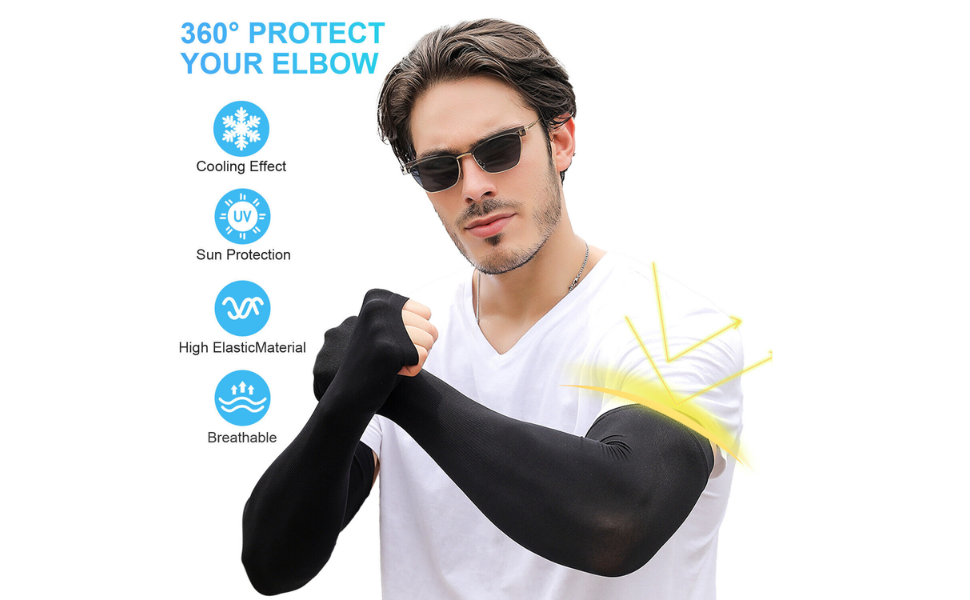 360° PROTECT
YOUR ELBOW
Cooling Effect
UV
Sun Protection
High ElasticMaterial
Breathable